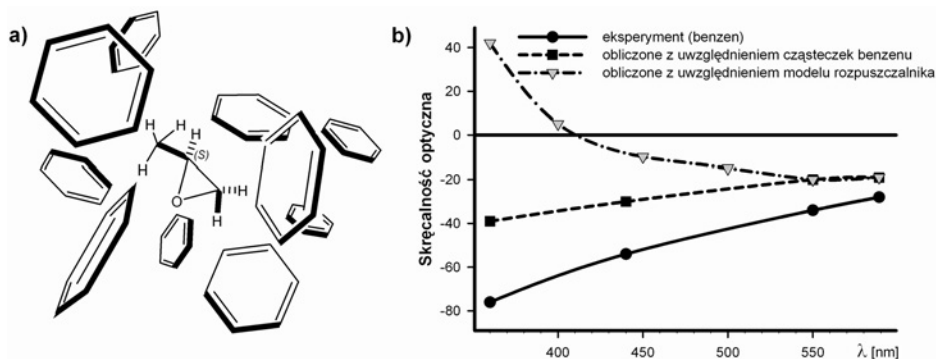 a)
H H H
H (S)
H
O
H
b)
Skręcalność optyczna
40
20
0
-20
-40
-60
-80
eksperyment (benzen)
obliczone z uwzględnieniem cząsteczek benzenu
obliczone z uwzględnieniem modelu rozpuszczalnika
400 450 500 550 λ [nm]